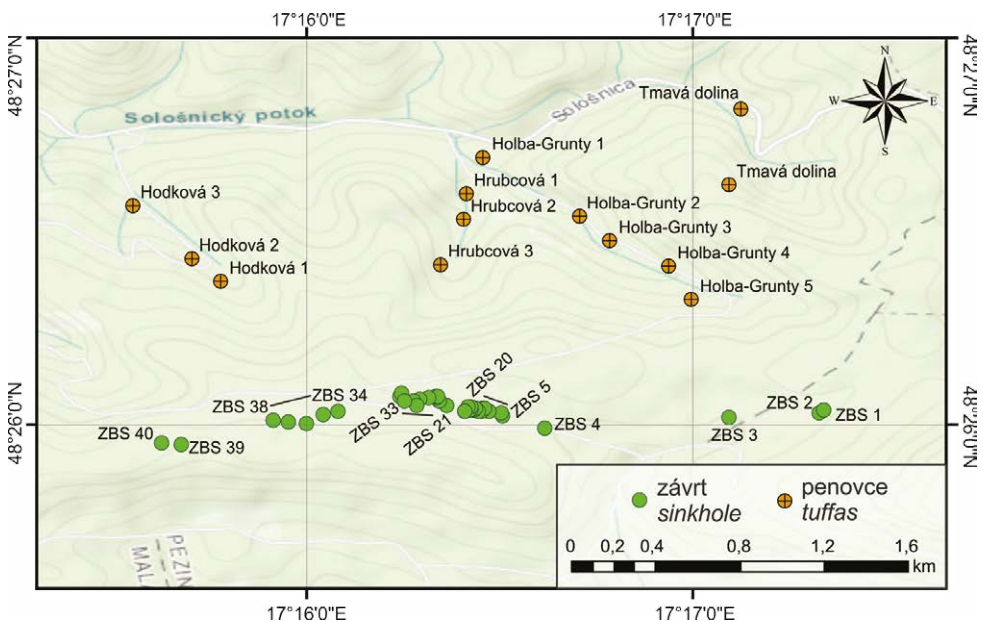 17°16'0"E 17°17'0"E
48°27'0"N 48°27'0"N
N
W E
S
Tmavá dolina
Sološnica
Sološnický potok
Holba-Grunty 1
Tmavá dolina
Hrubcová 1
Hodková 3
Hrubcová 2
Holba-Grunty 2
Holba-Grunty 3
Hodková 2
Hrubcová 3
Holba-Grunty 4
Hodková 1
Holba-Grunty 5
ZBS 20
ZBS 34
ZBS 5
ZBS 38
ZBS 2
ZBS 1
ZBS 33
ZBS 4
ZBS 3
ZBS 21
ZBS 40
ZBS 39
48°26'0"N 48°26'0"N
závrt
sinkhole
penovce
tuffas
0 0,2 0,4 0,8 1,2 1,6
km
PEZIN
MALA
17°16'0"E 17°17'0"E